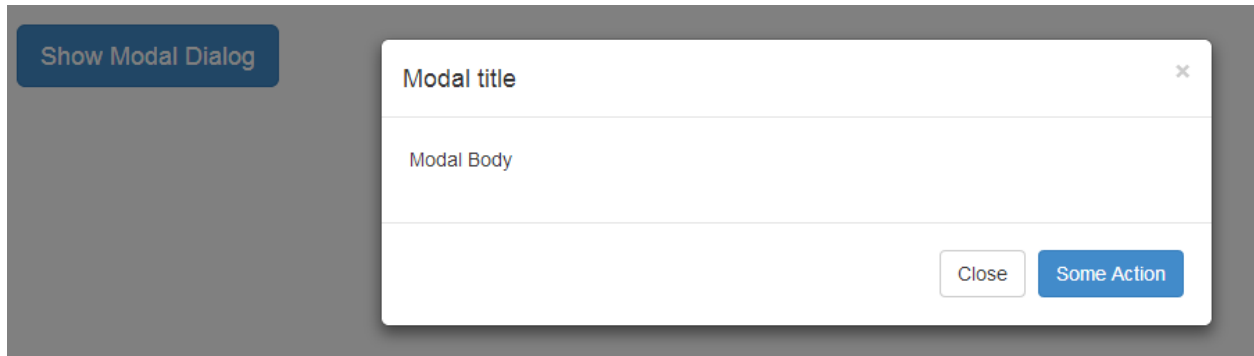 Show Modal Dialog
Modal title ×
Modal Body
Close Some Action